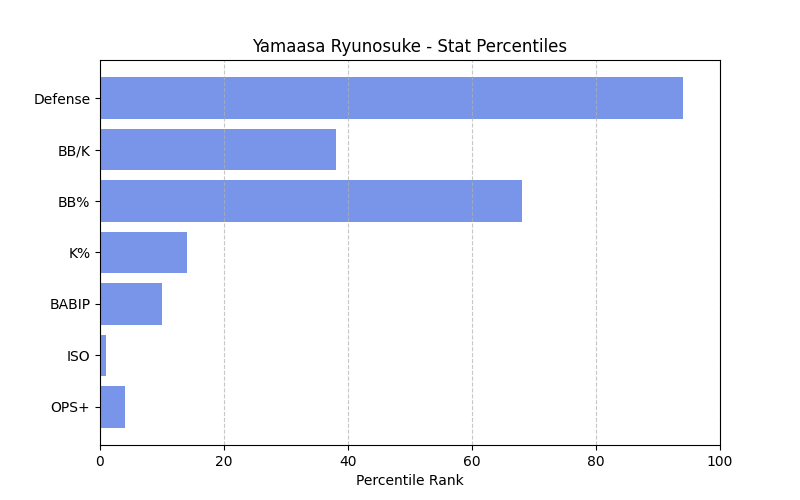 Yamaasa Ryunosuke - Stat Percentiles
Defense
BB/K
BB%
K%
BABIP
ISO
OPS+
0 20 40 60 80 100
Percentile Rank